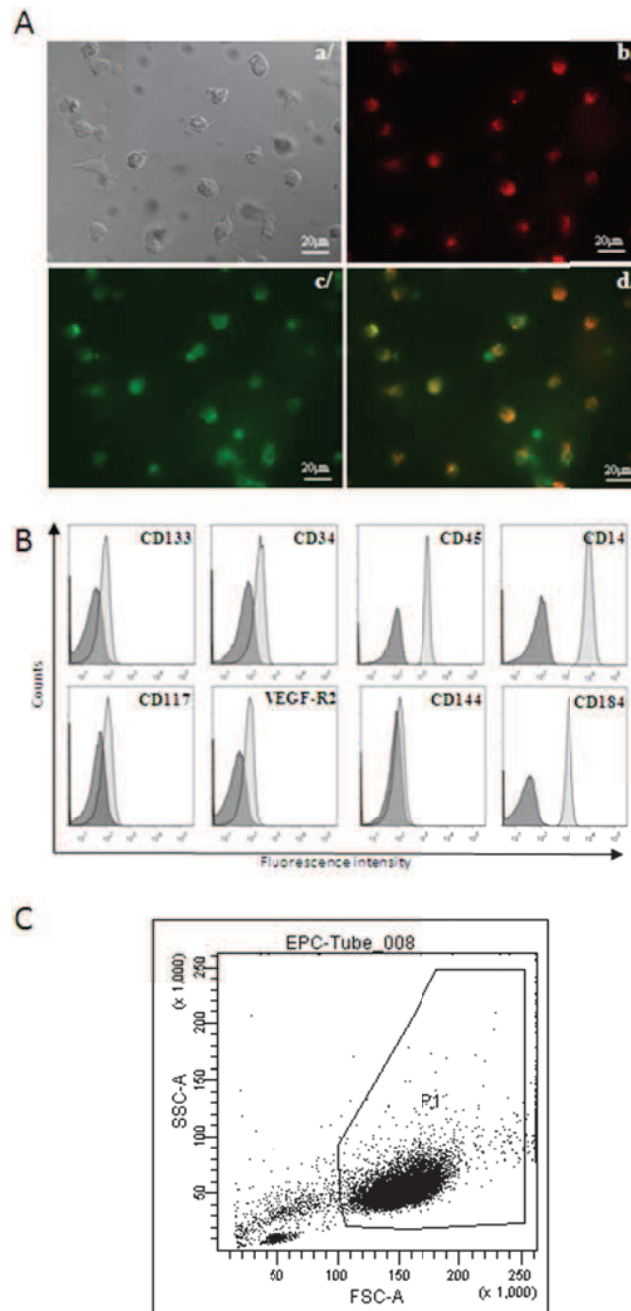 A
a/
b/
20µm
20µm
c/
d/
20µm
20µm
B
CD133
CD34
CD45
CD14
CD117
VEGF-R2
CD144
CD184
Counts
Fluorescence intensity
C
EPC-Tube_008
(x 1,000)
250
200
150
100
50
SSC-A
P1
50 100 150 200 250
FSC-A
(x 1,000)